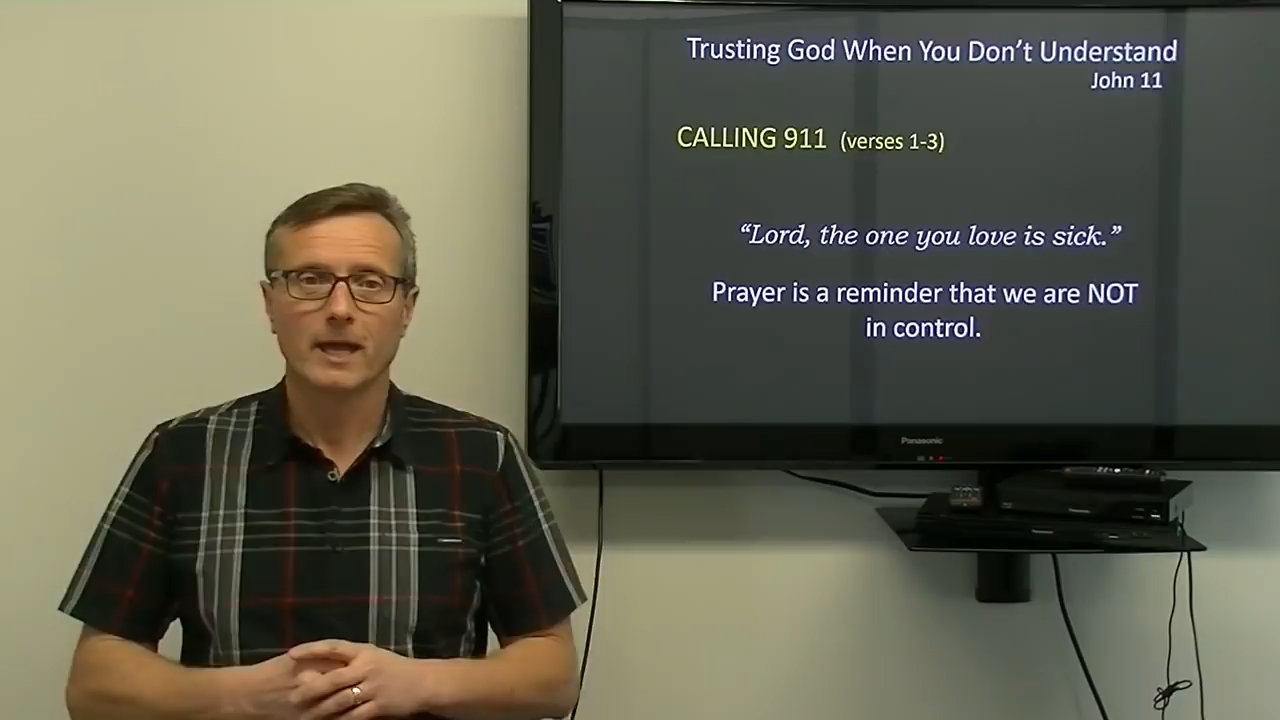 Trusting God When You Don’t Understand
John 11
CALLING 911 (verses 1-3)
“Lord, the one you love is sick.”
Prayer is a reminder that we are NOT
in control.
Panasonic